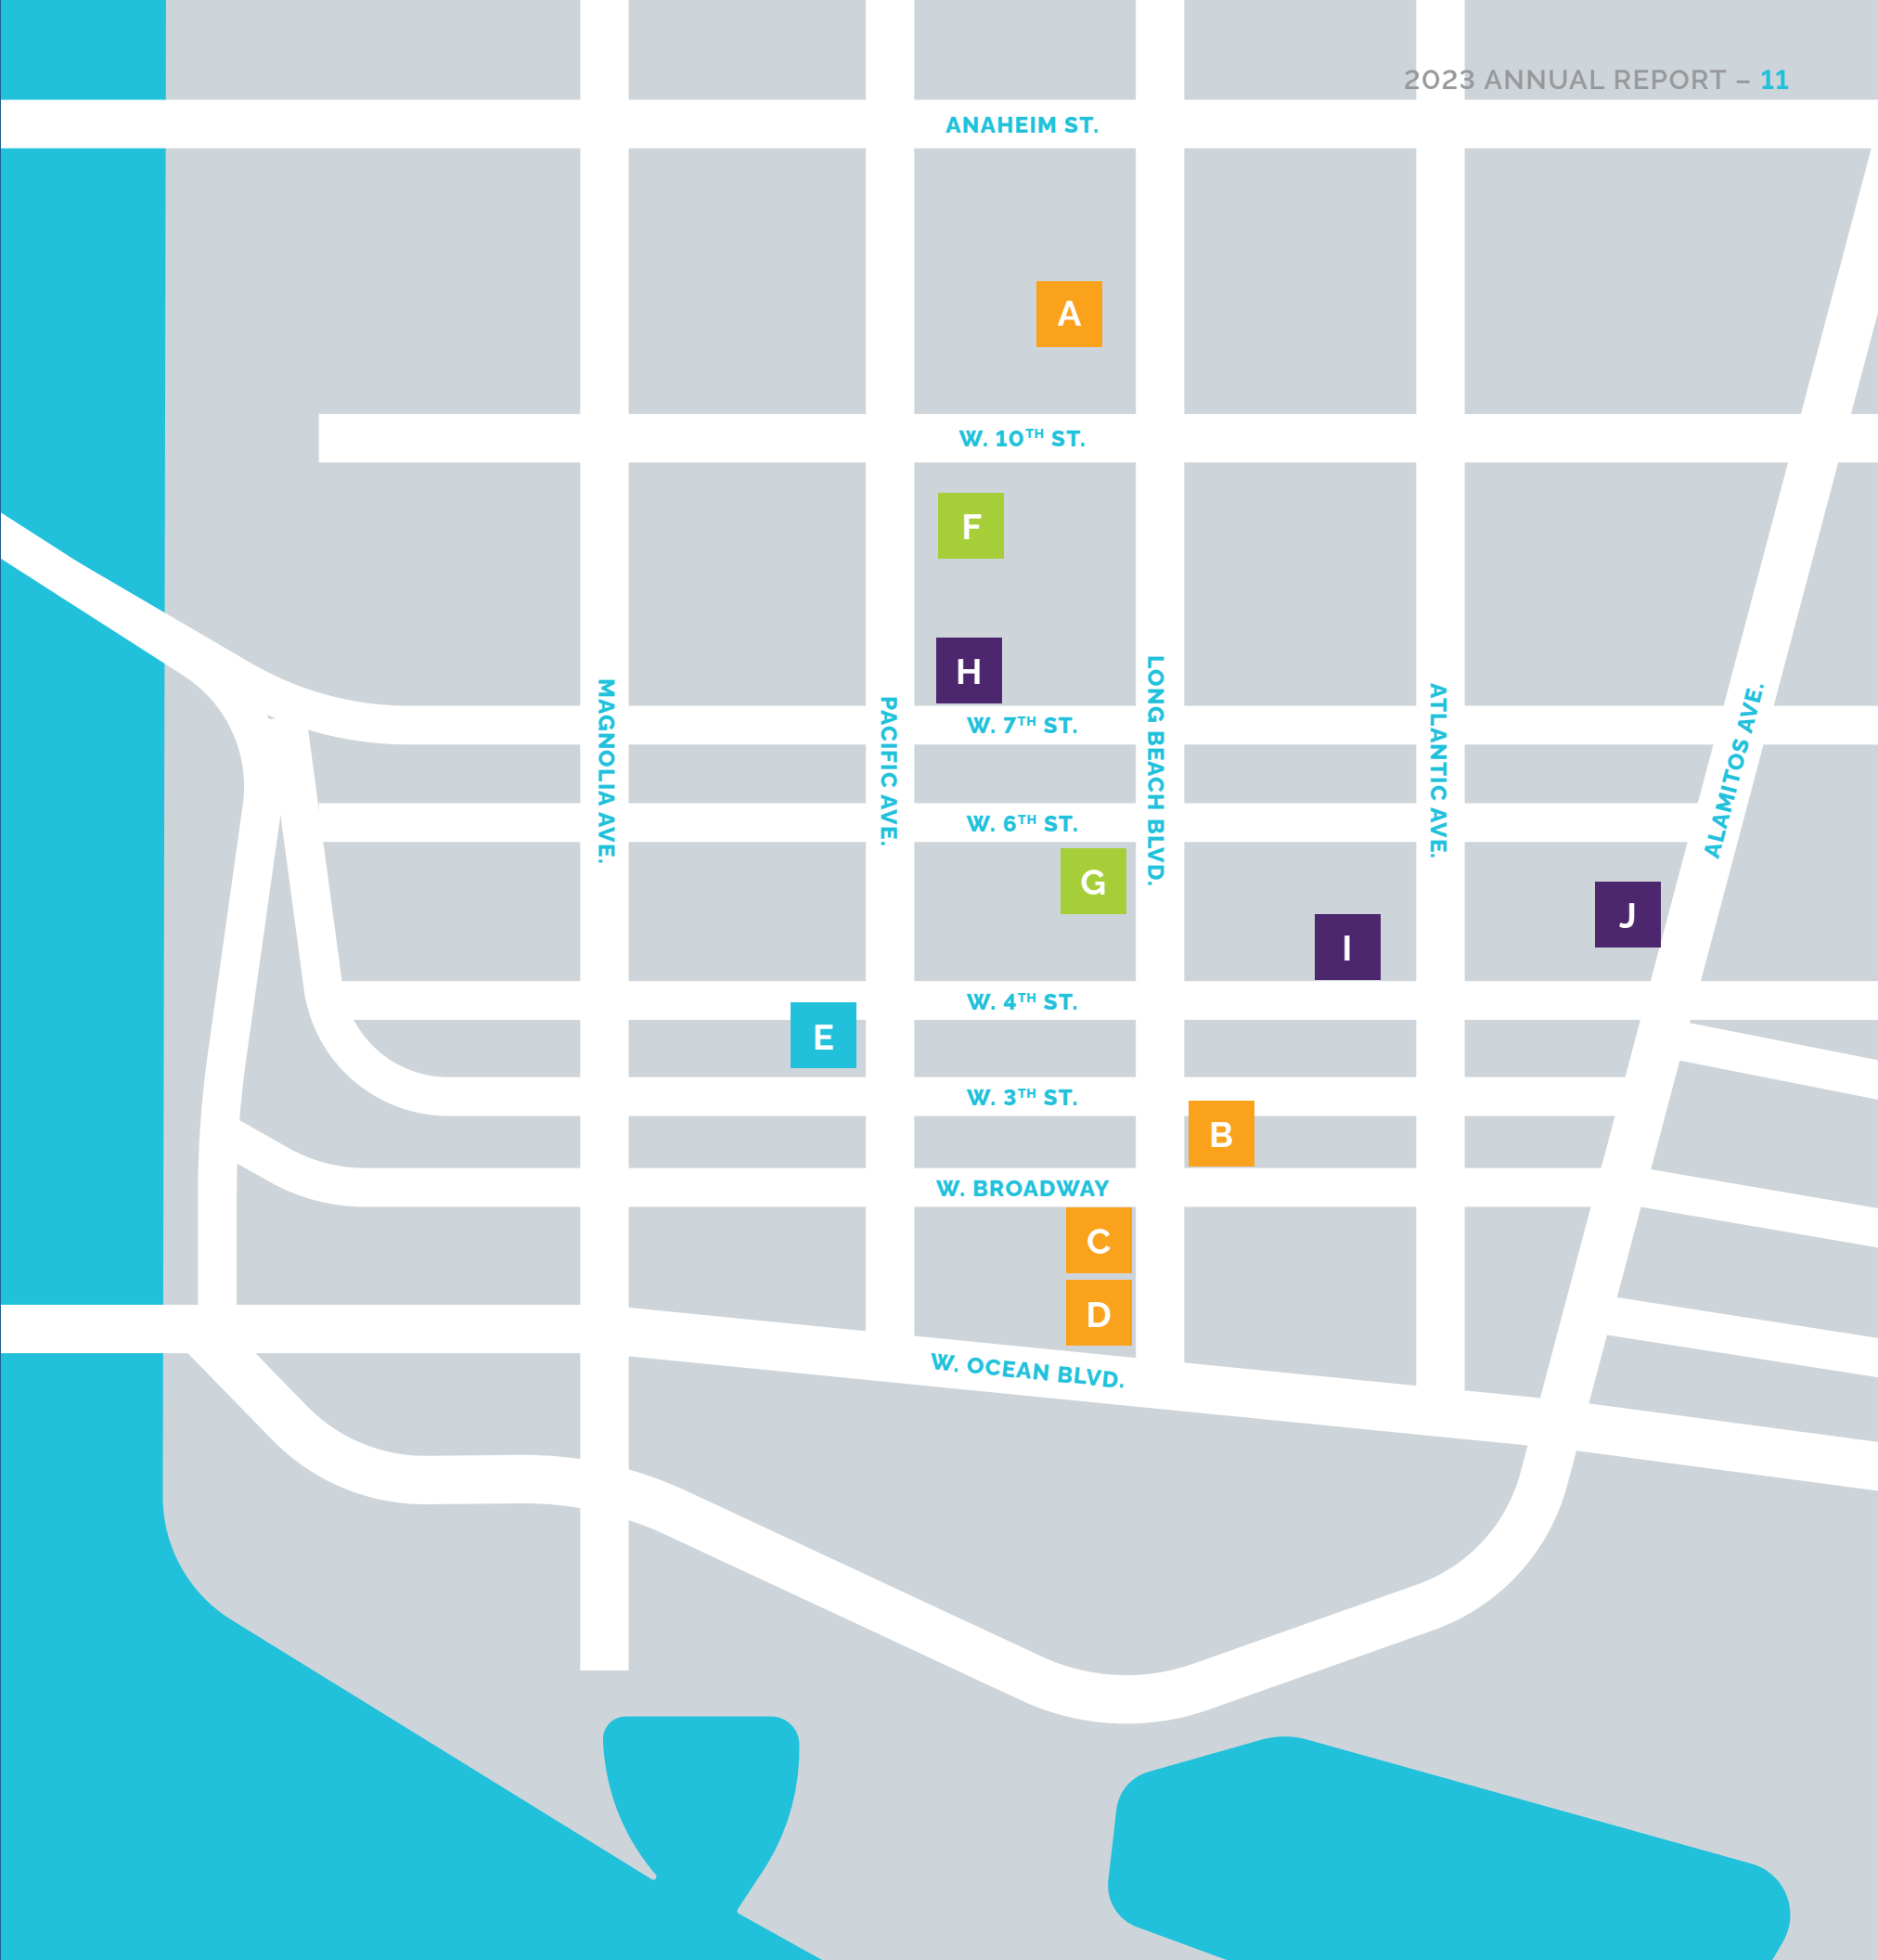 2023 ANNUAL REPORT – 11
ANAHEIM ST.
A
W. 10TH ST.
F
H
W. 7TH ST.
MAGNOLIA AVE.
PACIFIC AVE.
LONG BEACH BLVD.
ATLANTIC AVE.
ALAMITOS AVE.
W. 6TH ST.
G
J
I
W. 4TH ST.
E
W. 3TH ST.
B
W. BROADWAY
C
D
W. OCEAN BLVD.